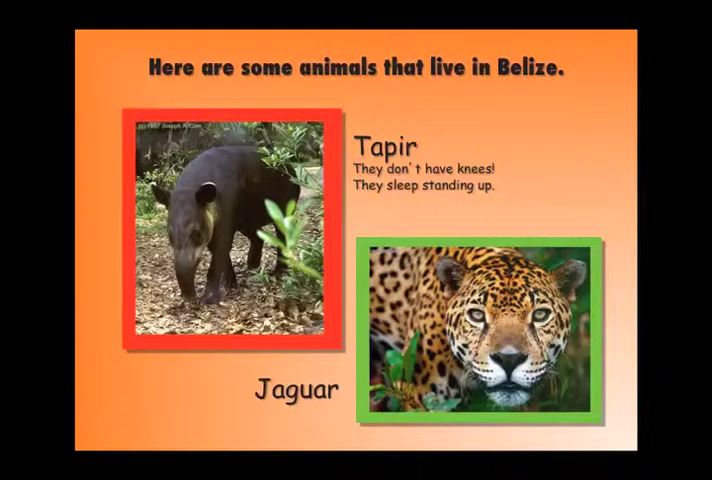 Here are some animals that live in Belize.
Tapir
They don't have knees!
They sleep standing up.
Jaguar